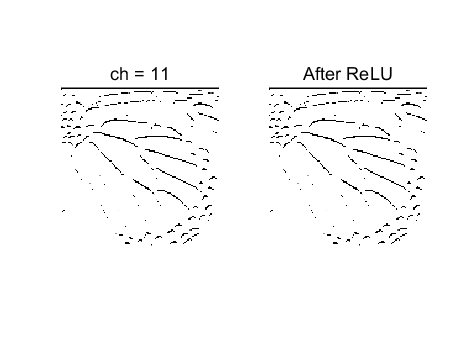 ch = 11
After ReLU